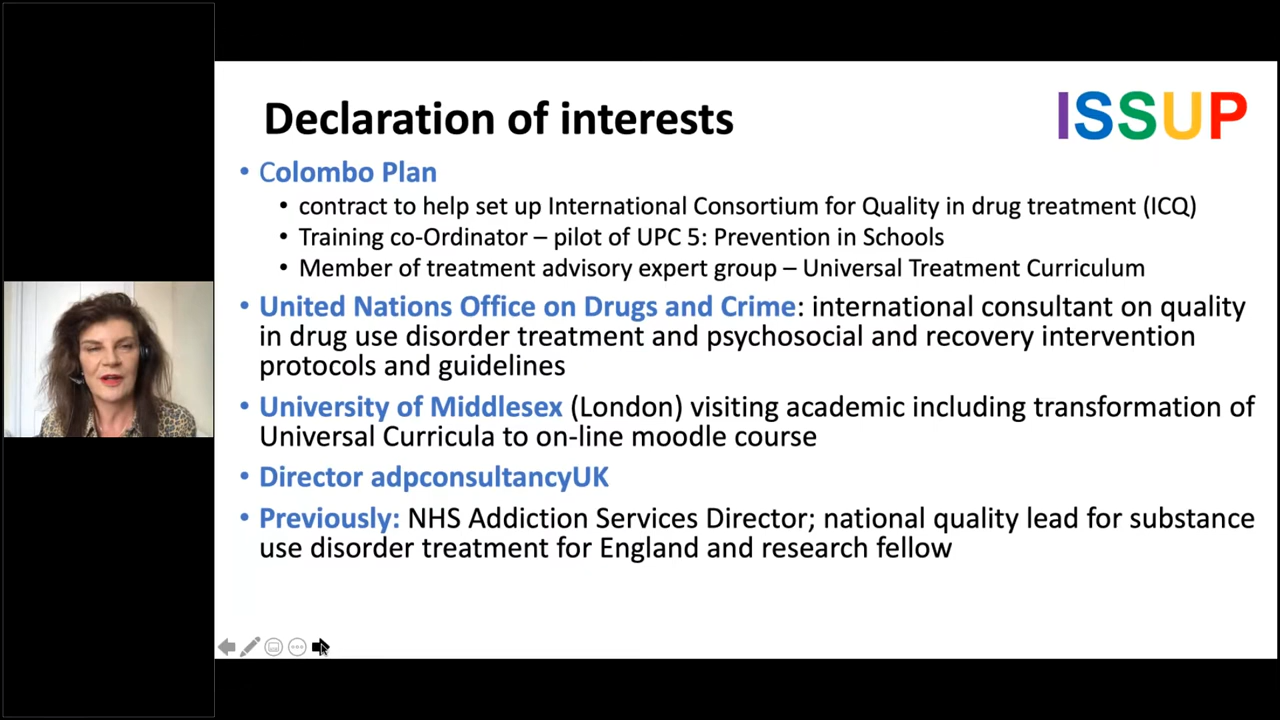 Declaration of interests
ISSUP
• Colombo Plan
• contract to help set up International Consortium for Quality in drug treatment (ICQ)
• Training co-Ordinator – pilot of UPC 5: Prevention in Schools
• Member of treatment advisory expert group – Universal Treatment Curriculum
• United Nations Office on Drugs and Crime: international consultant on quality
in drug use disorder treatment and psychosocial and recovery intervention
protocols and guidelines
• University of Middlesex (London) visiting academic including transformation of
Universal Curricula to on-line moodle course
• Director adpconsultancyUK
• Previously: NHS Addiction Services Director; national quality lead for substance
use disorder treatment for England and research fellow